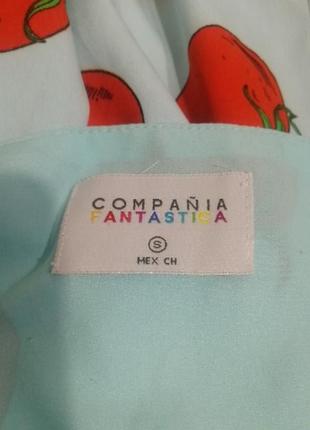 COMPAÑIA
FANTASTICA
S
MEX CH